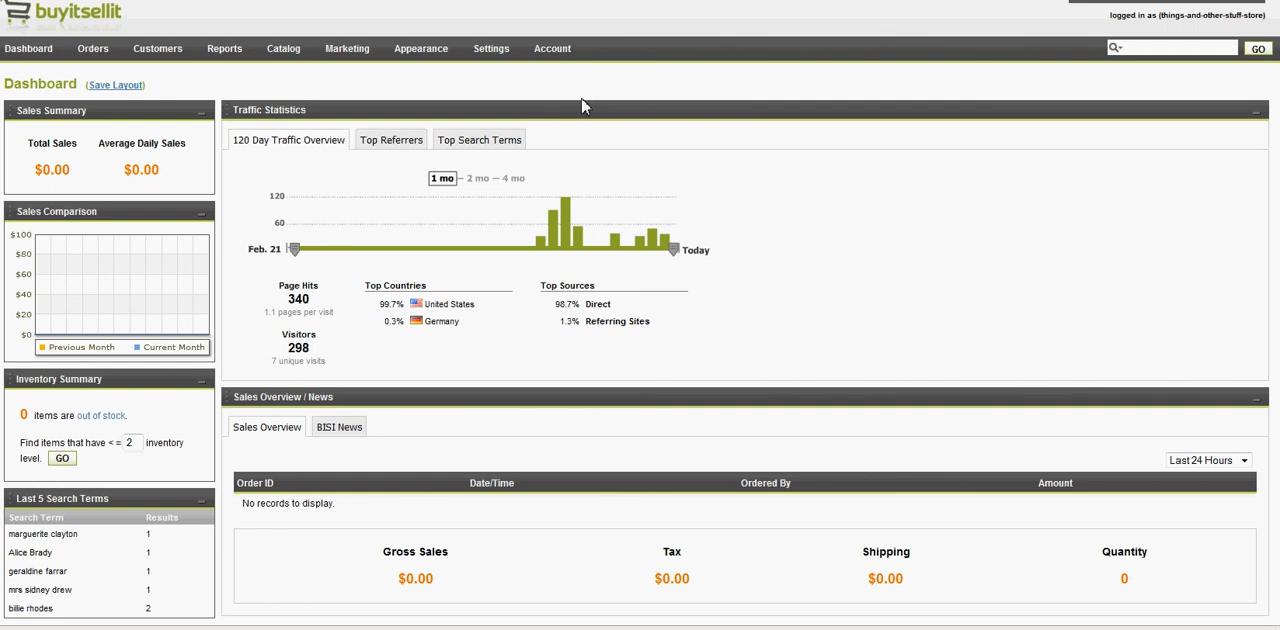 buyitsellit
logged in as (things-and-other-stuff-store)
Dashboard Orders Customers Reports Catalog Marketing Appearance Settings Account GO
Dashboard (Save Layout)
Sales Summary
Total Sales Average Daily Sales
$0.00 $0.00
Sales Comparison
$100
$80
$60
$40
$20
$0
Previous Month Current Month
Inventory Summary
0 items are out of stock.
Find items that have < = 2 inventory
level. GO
Last 5 Search Terms
Search Term Results
marguerite clayton 1
Alice Brady 1
geraldine farrar 1
mrs sidney drew 1
billie rhodes 2
Traffic Statistics
120 Day Traffic Overview Top Referrers Top Search Terms
1 mo – 2 mo — 4 mo
120
60
Feb. 21 Today
Page Hits
340
1.1 pages per visit
Visitors
298
7 unique visits
Top Countries
99.7% United States
0.3% Germany
Top Sources
98.7% Direct
1.3% Referring Sites
Sales Overview / News
Sales Overview BISI News
Last 24 Hours
Order ID Date/Time Ordered By Amount
No records to display.
Gross Sales Tax Shipping Quantity
$0.00 $0.00 $0.00 0